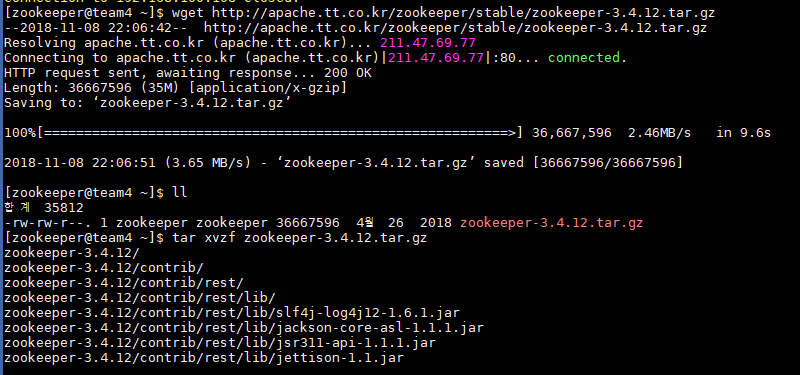 [zookeeper@team4 ~]$ wget http://apache.tt.co.kr/zookeeper/stable/zookeeper-3.4.12.tar.gz
--2018-11-08 22:06:42--  http://apache.tt.co.kr/zookeeper/stable/zookeeper-3.4.12.tar.gz
Resolving apache.tt.co.kr (apache.tt.co.kr)... 211.47.69.77
Connecting to apache.tt.co.kr (apache.tt.co.kr)|211.47.69.77|:80... connected.
HTTP request sent, awaiting response... 200 OK
Length: 36667596 (35M) [application/x-gzip]
Saving to: ‘zookeeper-3.4.12.tar.gz’
100%[==========================================================>] 36,667,596  2.46MB/s   in 9.6s
2018-11-08 22:06:51 (3.65 MB/s) - ‘zookeeper-3.4.12.tar.gz’ saved [36667596/36667596]
[zookeeper@team4 ~]$ ll
합계 35812
-rw-rw-r--. 1 zookeeper zookeeper 36667596  4월  26  2018 zookeeper-3.4.12.tar.gz
[zookeeper@team4 ~]$ tar xvzf zookeeper-3.4.12.tar.gz
zookeeper-3.4.12/
zookeeper-3.4.12/contrib/
zookeeper-3.4.12/contrib/rest/
zookeeper-3.4.12/contrib/rest/lib/
zookeeper-3.4.12/contrib/rest/lib/slf4j-log4j12-1.6.1.jar
zookeeper-3.4.12/contrib/rest/lib/jackson-core-asl-1.1.1.jar
zookeeper-3.4.12/contrib/rest/lib/jsr311-api-1.1.1.jar
zookeeper-3.4.12/contrib/rest/lib/jettison-1.1.jar